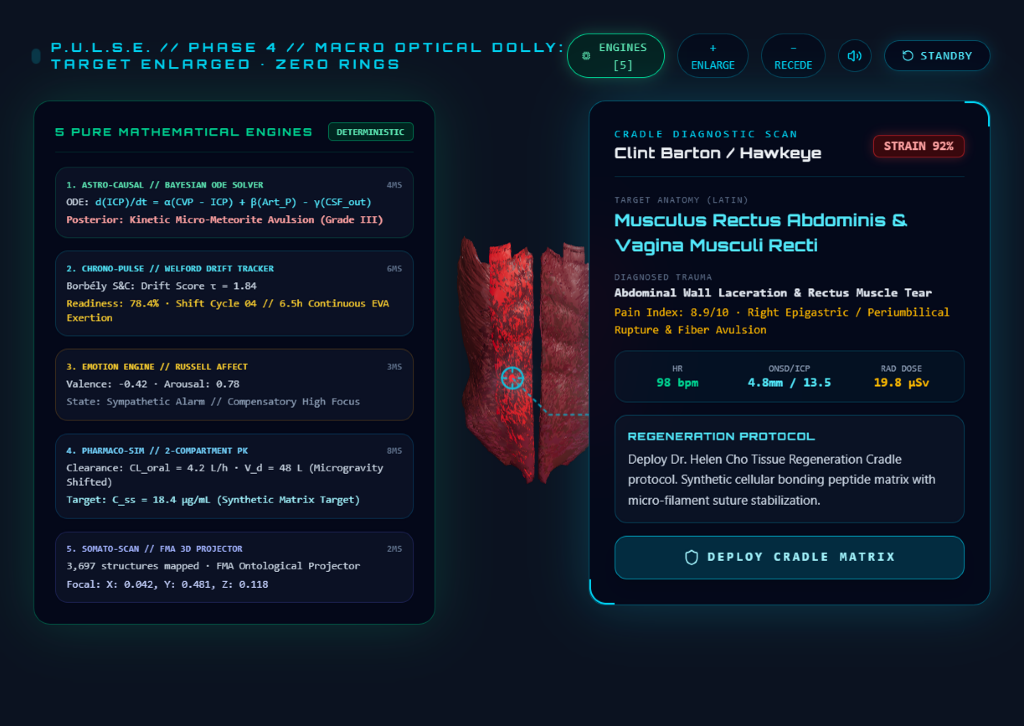 P.U.L.S.E. // PHASE 4 // MACRO OPTICAL DOLLY:
TARGET ENLARGED · ZERO RINGS
ENGINES
[5]
+
ENLARGE
−
RECEDE
STANDBY
5 PURE MATHEMATICAL ENGINES
DETERMINISTIC
1. ASTRO-CAUSAL // BAYESIAN ODE SOLVER
4MS
ODE: d(ICP)/dt = α(CVP - ICP) + β(Art_P) - γ(CSF_out)
Posterior: Kinetic Micro-Meteorite Avulsion (Grade III)
2. CHRONO-PULSE // WELFORD DRIFT TRACKER
6MS
Borbély S&C: Drift Score τ = 1.84
Readiness: 78.4% · Shift Cycle 04 // 6.5h Continuous EVA
Exertion
3. EMOTION ENGINE // RUSSELL AFFECT
3MS
Valence: -0.42 · Arousal: 0.78
State: Sympathetic Alarm // Compensatory High Focus
4. PHARMACO-SIM // 2-COMPARTMENT PK
8MS
Clearance: CL_oral = 4.2 L/h · V_d = 48 L (Microgravity
Shifted)
Target: C_ss = 18.4 µg/mL (Synthetic Matrix Target)
5. SOMATO-SCAN // FMA 3D PROJECTOR
2MS
3,697 structures mapped · FMA Ontological Projector
Focal: X: 0.042, Y: 0.481, Z: 0.118
CRADLE DIAGNOSTIC SCAN
Clint Barton / Hawkeye
STRAIN 92%
TARGET ANATOMY (LATIN)
Musculus Rectus Abdominis &
Vagina Musculi Recti
DIAGNOSED TRAUMA
Abdominal Wall Laceration & Rectus Muscle Tear
Pain Index: 8.9/10 · Right Epigastric / Periumbilical
Rupture & Fiber Avulsion
HR
98 bpm
ONSD/ICP
4.8mm / 13.5
RAD DOSE
19.8 µSv
REGENERATION PROTOCOL
Deploy Dr. Helen Cho Tissue Regeneration Cradle
protocol. Synthetic cellular bonding peptide matrix with
micro-filament suture stabilization.
DEPLOY CRADLE MATRIX